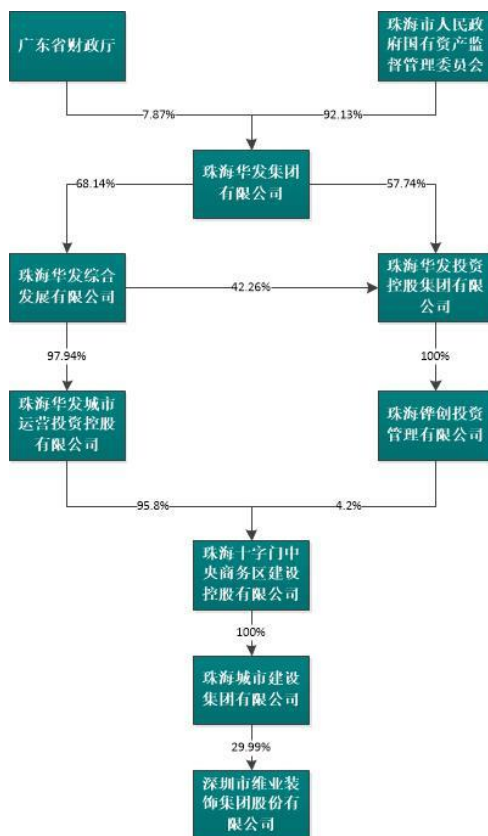 广东省财政厅
珠海市人民政
府国有资产监
督管理委员会
7.87%
92.13%
珠海华发集团
有限公司
68.14%
57.74%
珠海华发综合
发展有限公司
42.26%
珠海华发投资
控股集团有限
公司
97.94%
100%
珠海华发城市
运营投资控股
有限公司
珠海铧创投资
管理有限公司
95.8%
4.2%
珠海十字门中
央商务区建设
控股有限公司
100%
珠海城市建设
集团有限公司
29.99%
深圳市维业装
饰集团股份有
限公司